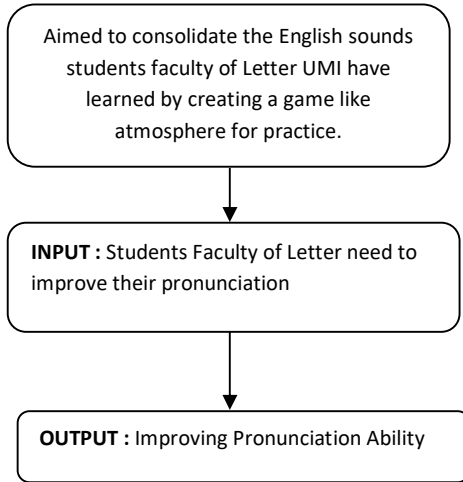 Aimed to consolidate the English sounds
students faculty of Letter UMI have
learned by creating a game like
atmosphere for practice.
INPUT : Students Faculty of Letter need to
improve their pronunciation
OUTPUT : Improving Pronunciation Ability